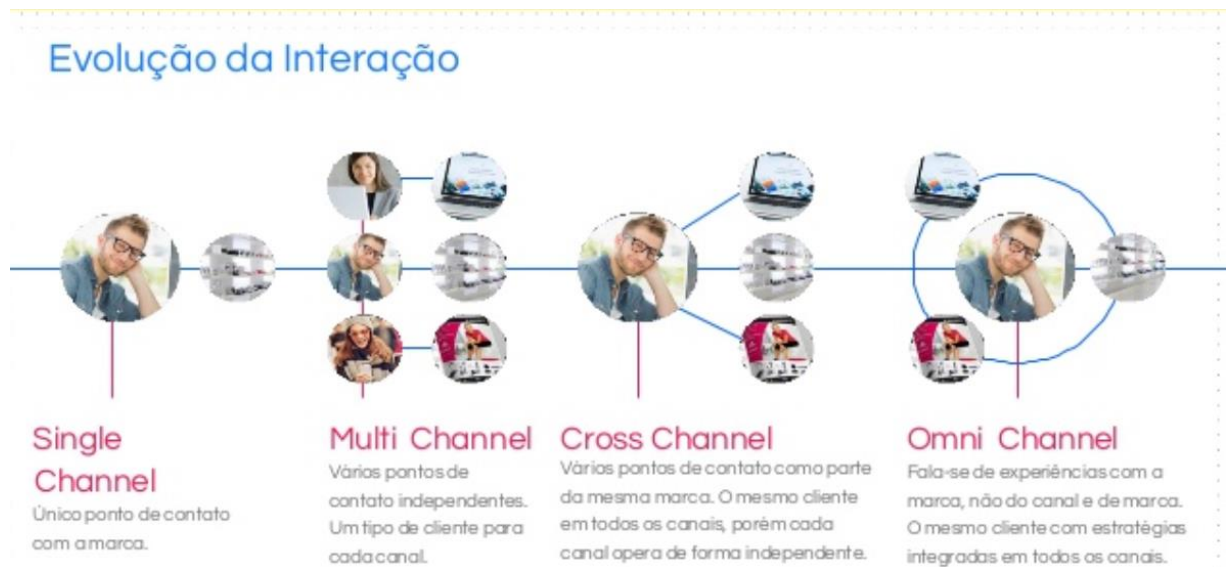 Evolução da Interação
Single
Channel
Único ponto de contato
com a marca.
Multi Channel
Vários pontos de
contato independentes.
Um tipo de cliente para
cada canal.
Cross Channel
Vários pontos de contato como parte
da mesma marca. O mesmo cliente
em todos os canais, porém cada
canal opera de forma independente.
Omni Channel
Fala-se de experiências com a
marca, não do canal e de marca.
O mesmo cliente com estratégias
integradas em todos os canais.